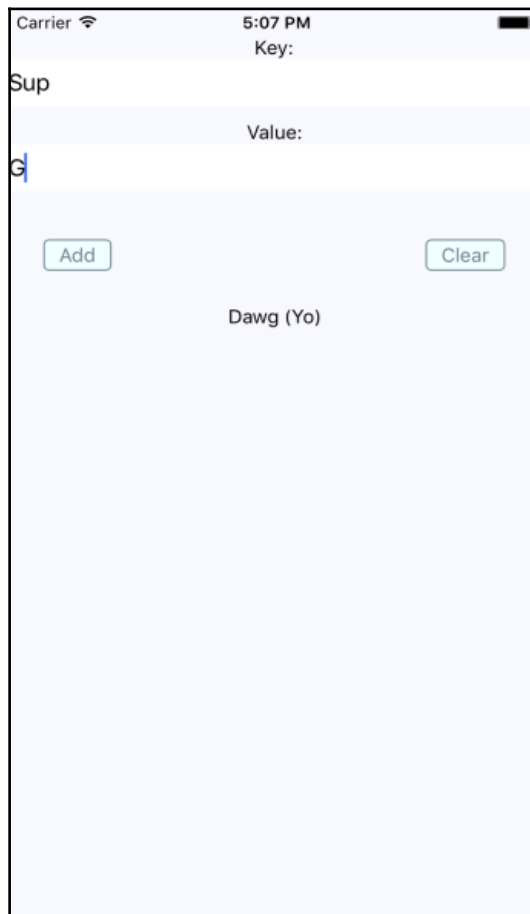 Carrier 5:07 PM
Key:
Sup
Value:
G
Add Clear
Dawg (Yo)